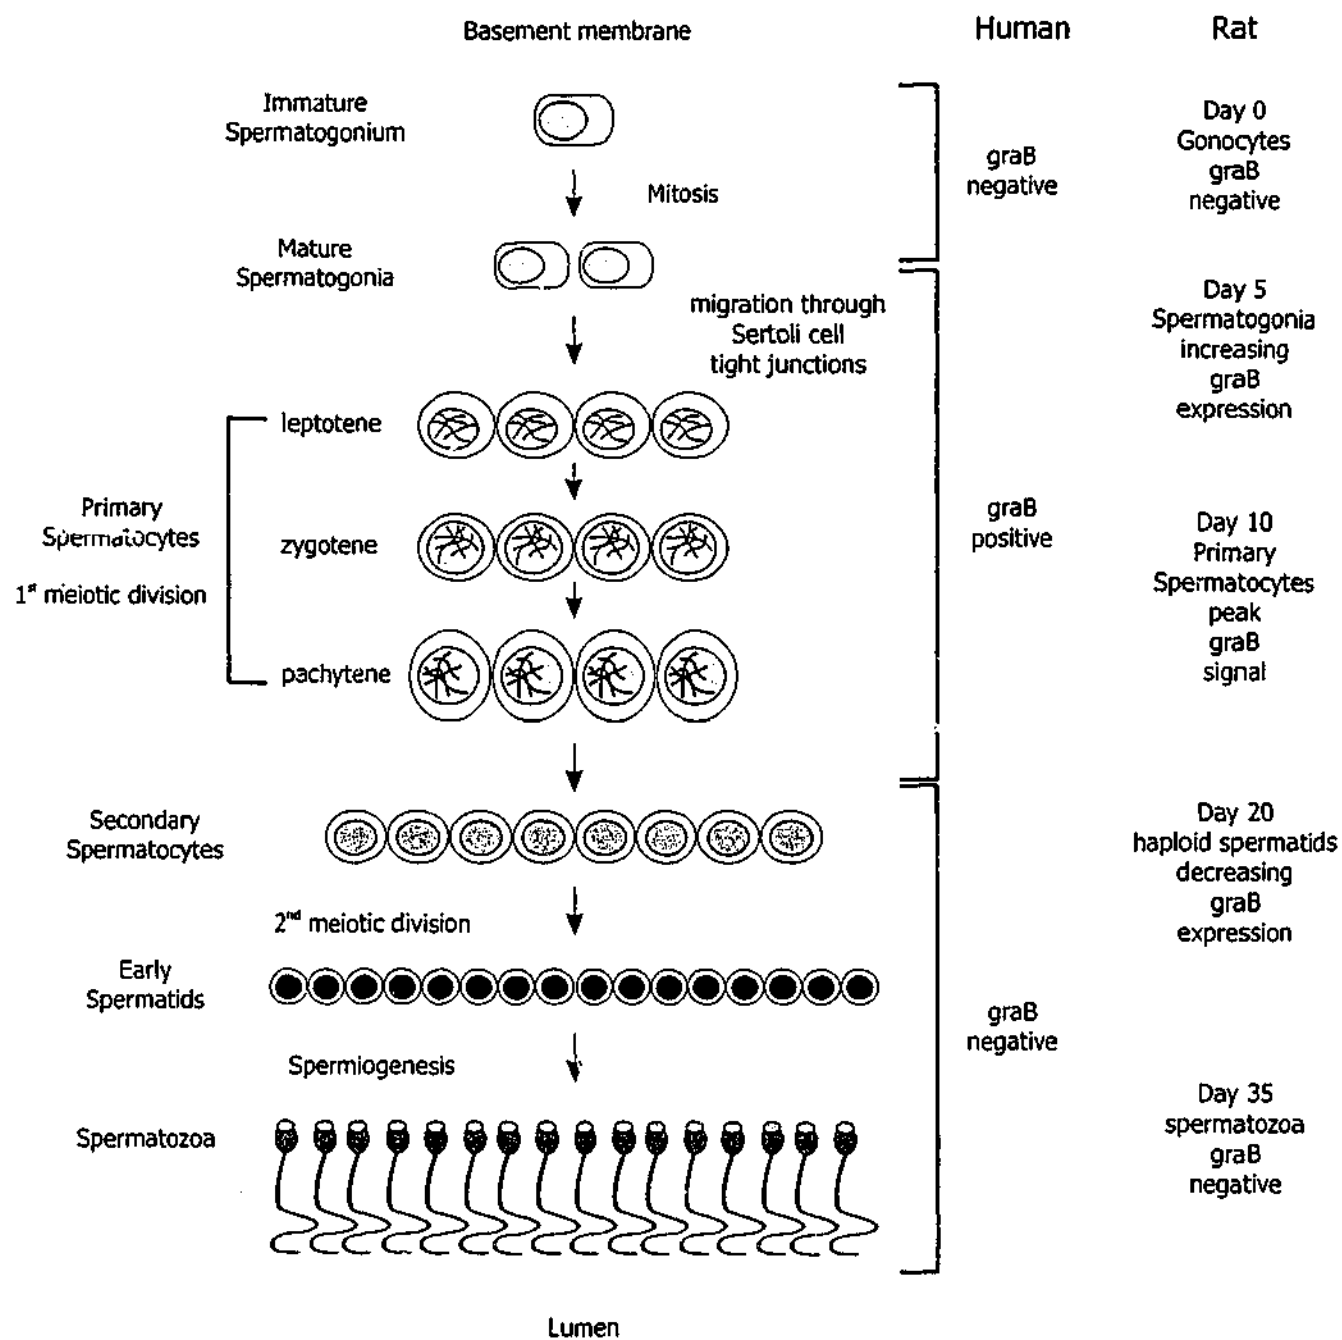 Basement membrane
Human
Rat
Immature
Spermatogonium
Mitosis
Mature
Spermatogonia
migration through
Sertoli cell
tight junctions
Primary
Spermatocytes
1st meiotic division
leptotene
zygotene
pachytene
Secondary
Spermatocytes
2nd meiotic division
Early
Spermatids
Spermiogenesis
Spermatozoa
Lumen
graB
negative
graB
positive
graB
negative
Day 0
Gonocytes
graB
negative
Day 5
Spermatogonia
increasing
graB
expression
Day 10
Primary
Spermatocytes
peak
graB
signal
Day 20
haploid spermatids
decreasing
graB
expression
Day 35
spermatozoa
graB
negative